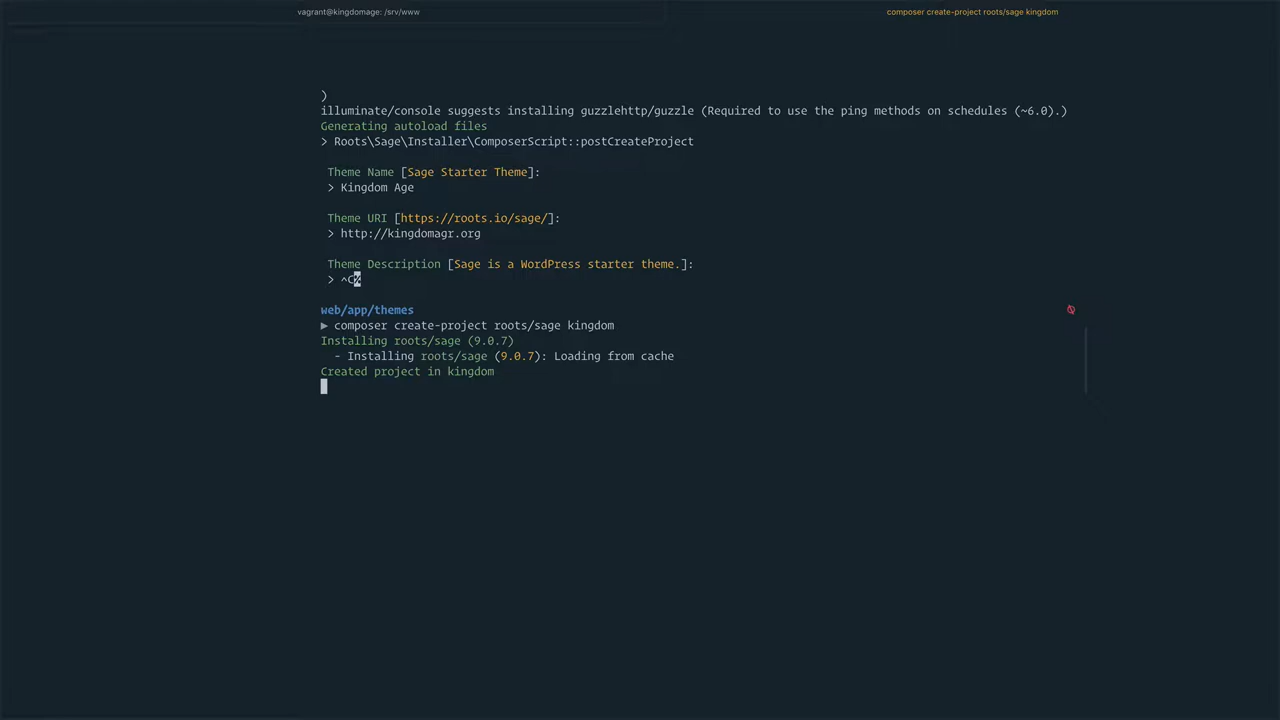 vagrant@kingdomage: /srv/www
composer create-project roots/sage kingdom
)
illuminate/console suggests installing guzzlehttp/guzzle (Required to use the ping methods on schedules (~6.0).)
Generating autoload files
> Roots\Sage\Installer\ComposerScript::postCreateProject
Theme Name [Sage Starter Theme]:
> Kingdom Age
Theme URI [https://roots.io/sage/]:
> http://kingdomagr.org
Theme Description [Sage is a WordPress starter theme.]:
> ^C%
web/app/themes
▶ composer create-project roots/sage kingdom
Installing roots/sage (9.0.7)
- Installing roots/sage (9.0.7): Loading from cache
Created project in kingdom